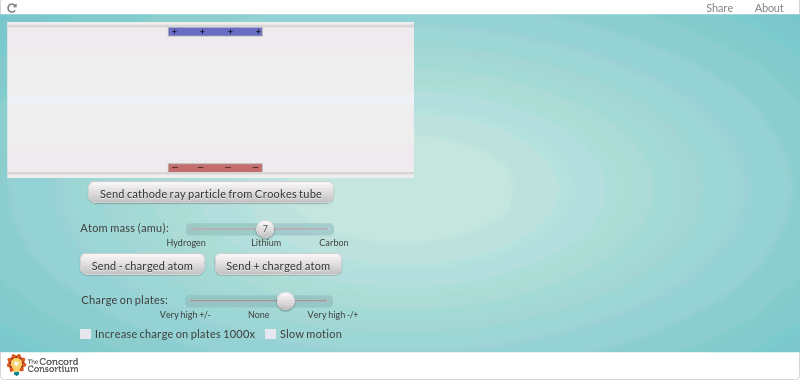 Share About
+ + + +
− − − −
Send cathode ray particle from Crookes tube
Atom mass (amu): 7
Hydrogen Lithium Carbon
Send - charged atom Send + charged atom
Charge on plates:
Very high +/- None Very high -/+
Increase charge on plates 1000x Slow motion
The Concord
Consortium